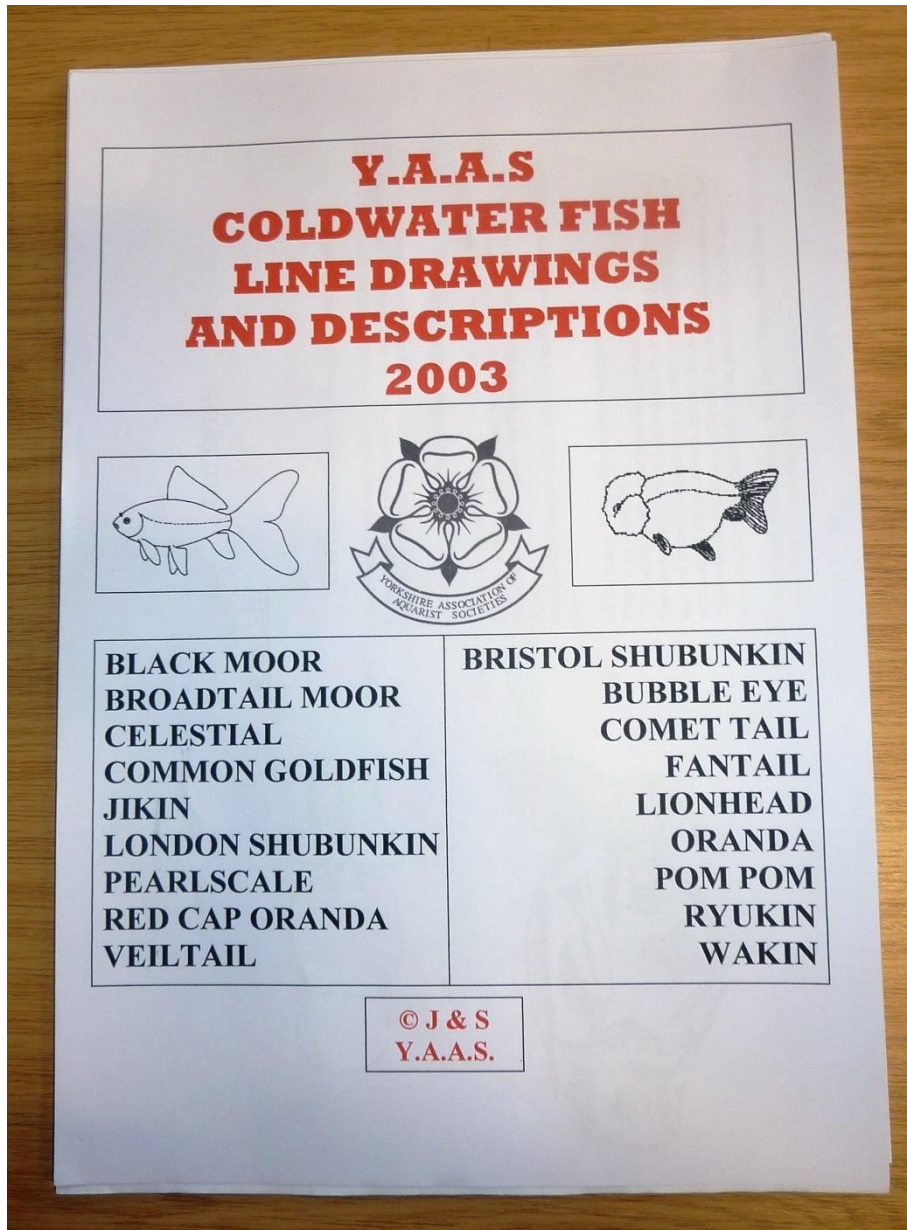 Y.A.A.S
COLDWATER FISH
LINE DRAWINGS
AND DESCRIPTIONS
2003
YORKSHIRE ASSOCIATION OF
AQUARIST SOCIETIES
BLACK MOOR
BROADTAIL MOOR
CELESTIAL
COMMON GOLDFISH
JIKIN
LONDON SHUBUNKIN
PEARLSCALE
RED CAP ORANDA
VEILTAIL
BRISTOL SHUBUNKIN
BUBBLE EYE
COMET TAIL
FANTAIL
LIONHEAD
ORANDA
POM POM
RYUKIN
WAKIN
© J & S
Y.A.A.S.